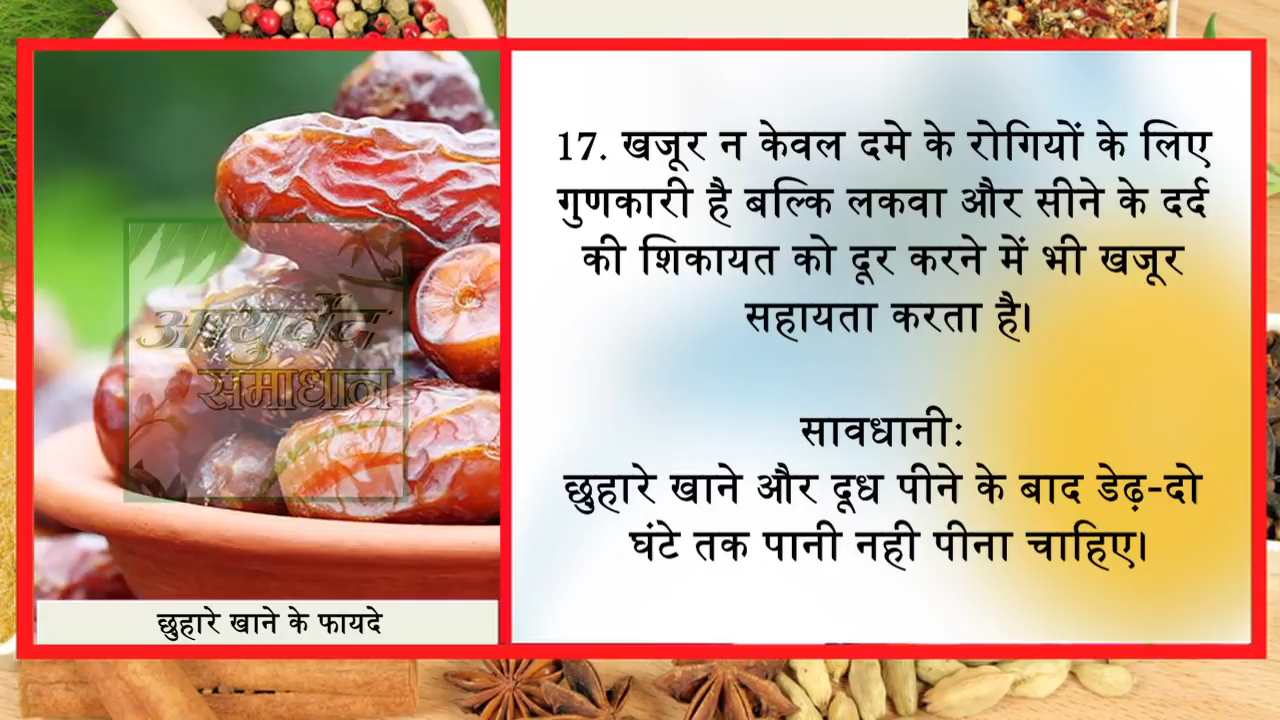 17. खजूर न केवल दमे के रोगियों के लिए
गुणकारी है बल्कि लकवा और सीने के दर्द
की शिकायत को दूर करने में भी खजूर
सहायता करता है।
सावधानी:
छुहारे खाने और दूध पीने के बाद डेढ़-दो
घंटे तक पानी नही पीना चाहिए।
आयुर्वेद
समाधान
छुहारे खाने के फायदे